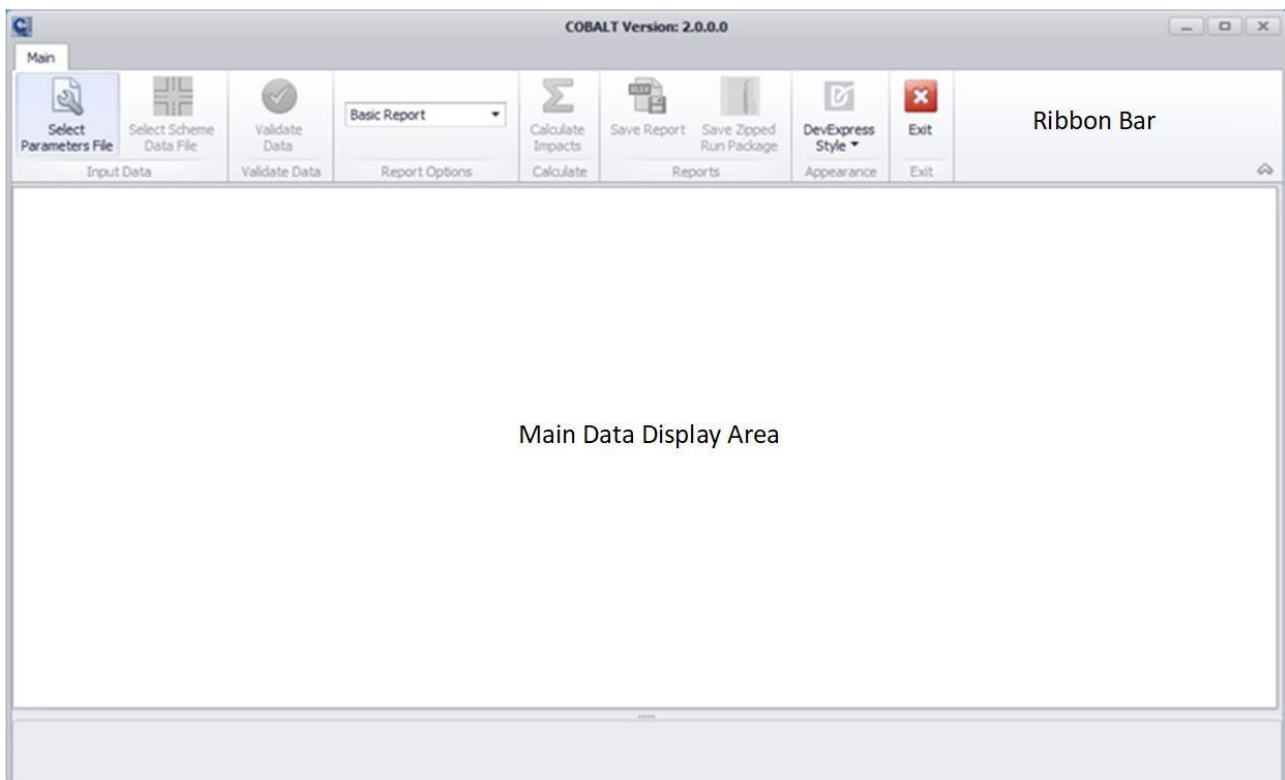 COBALT Version: 2.0.0.0
Main
Select
Parameters File
Select Scheme
Data File
Validate
Data
Basic Report
Calculate
Impacts
Save Report
Save Zipped
Run Package
DevExpress
Style
Exit
Ribbon Bar
Input Data
Validate Data
Report Options
Calculate
Reports
Appearance
Exit
Main Data Display Area